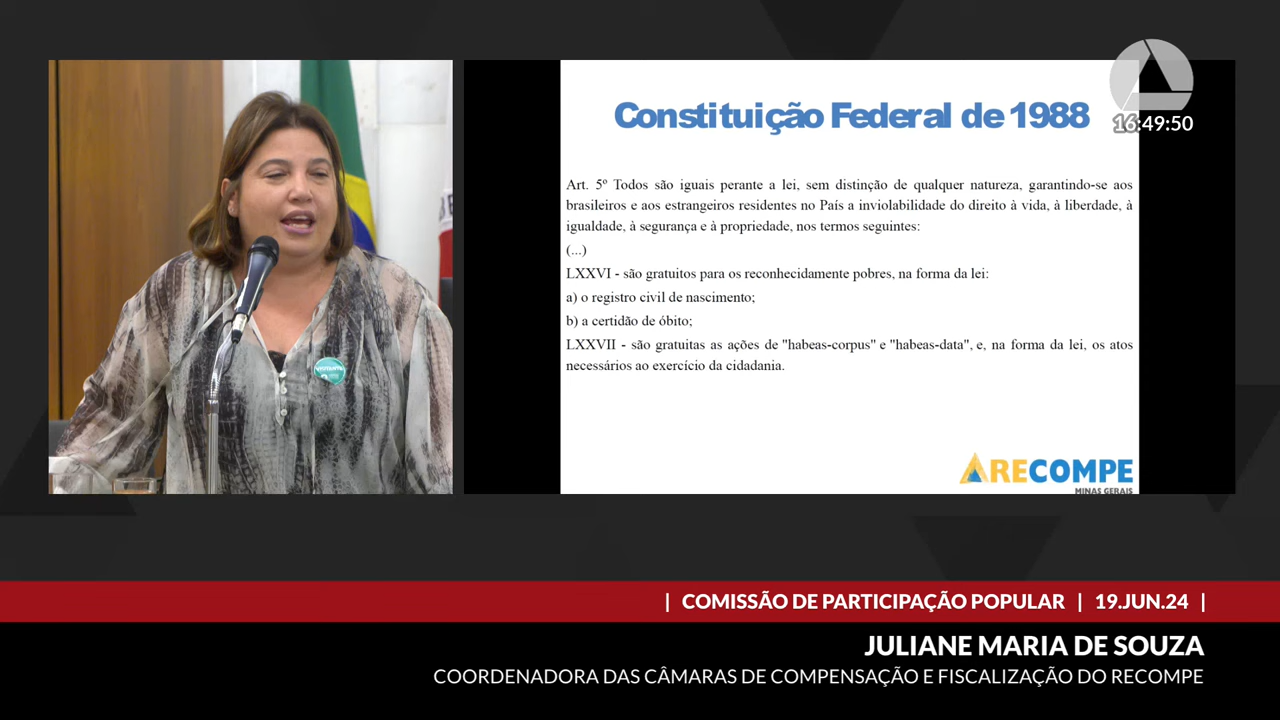 Constituição Federal de 1988
16:49:50
Art. 5º Todos são iguais perante a lei, sem distinção de qualquer natureza, garantindo-se aos
brasileiros e aos estrangeiros residentes no País a inviolabilidade do direito à vida, à liberdade, à
igualdade, à segurança e à propriedade, nos termos seguintes:
(...)
LXXVI - são gratuitos para os reconhecidamente pobres, na forma da lei:
a) o registro civil de nascimento;
b) a certidão de óbito;
LXXVII - são gratuitas as ações de "habeas-corpus" e "habeas-data", e, na forma da lei, os atos
necessários ao exercício da cidadania.
VISITANTE
RECOMPE
MINAS GERAIS
| COMISSÃO DE PARTICIPAÇÃO POPULAR | 19.JUN.24 |
JULIANE MARIA DE SOUZA
COORDENADORA DAS CÂMARAS DE COMPENSAÇÃO E FISCALIZAÇÃO DO RECOMPE